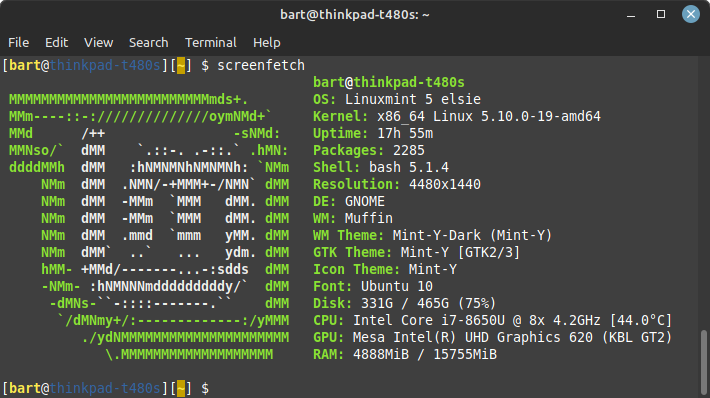 bart@thinkpad-t480s: ~
File Edit View Search Terminal Help
[bart@thinkpad-t480s][~] $ screenfetch
bart@thinkpad-t480s
MMMMMMMMMMMMMMMMMMMMMMMMMmds+. OS: Linuxmint 5 elsie
MMm----::-://////////////oymNMd+` Kernel: x86_64 Linux 5.10.0-19-amd64
MMd /++ -sNMd: Uptime: 17h 55m
MMNso/` dMM `.::-. .-::.` .hMN: Packages: 2285
ddddMMh dMM :hNMNMNhNMNMNh: `NMm Shell: bash 5.1.4
NMm dMM .NMN/-+MMM+-/NMN` dMM Resolution: 4480x1440
NMm dMM -MMm `MMM dMM. dMM DE: GNOME
NMm dMM -MMm `MMM dMM. dMM WM: Muffin
NMm dMM .mmd `mmm yMM. dMM WM Theme: Mint-Y-Dark (Mint-Y)
NMm dMM` ..` ... ydm. dMM GTK Theme: Mint-Y [GTK2/3]
hMM- +MMd/-------...-:sdds dMM Icon Theme: Mint-Y
-NMm- :hNMNNNmdddddddddy/` dMM Font: Ubuntu 10
-dMNs-``-::::-------.`` dMM Disk: 331G / 465G (75%)
`/dMNmy+/:-------------:/yMMM CPU: Intel Core i7-8650U @ 8x 4.2GHz [44.0°C]
./ydNMMMMMMMMMMMMMMMMMMMMM GPU: Mesa Intel(R) UHD Graphics 620 (KBL GT2)
\.MMMMMMMMMMMMMMMMMMM RAM: 4888MiB / 15755MiB
[bart@thinkpad-t480s][~] $